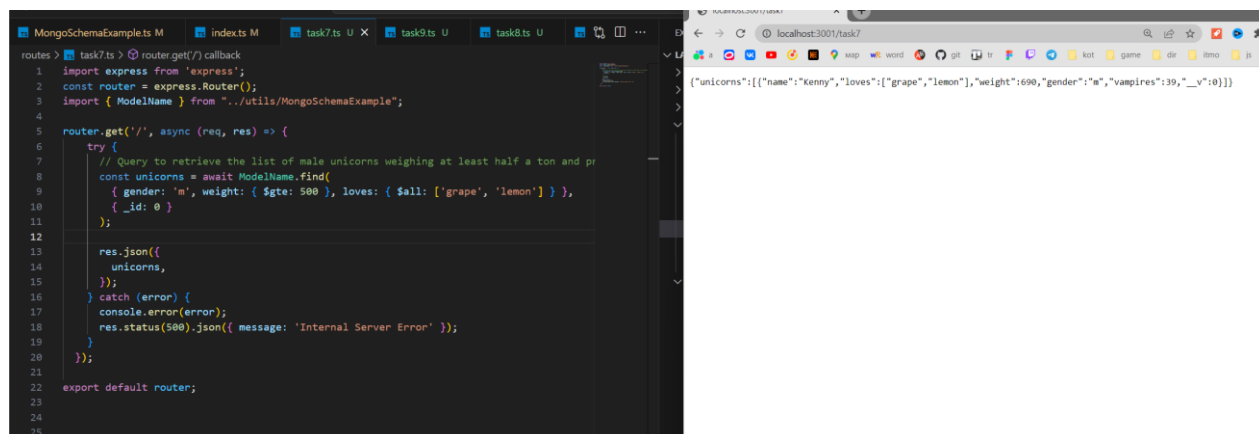 MongoSchemaExample.ts M index.ts M task7.ts U task9.ts U task8.ts U
routes > task7.ts > router.get('/') callback
1 import express from 'express';
2 const router = express.Router();
3 import { ModelName } from "../utils/MongoSchemaExample";
4
5 router.get('/', async (req, res) => {
6 try {
7 // Query to retrieve the list of male unicorns weighing at least half a ton and pr
8 const unicorns = await ModelName.find(
9 { gender: 'm', weight: { $gte: 500 }, loves: { $all: ['grape', 'lemon'] } },
10 { _id: 0 }
11 );
12
13 res.json({
14 unicorns,
15 });
16 } catch (error) {
17 console.error(error);
18 res.status(500).json({ message: 'Internal Server Error' });
19 }
20 });
21
22 export default router;
23
24
25
localhost:3001/task7
localhost:3001/task7
a word git tr dir kot game dir itmo js
{"unicorns":[{"name":"Kenny","loves":["grape","lemon"],"weight":690,"gender":"m","vampires":39,"__v":0}]}